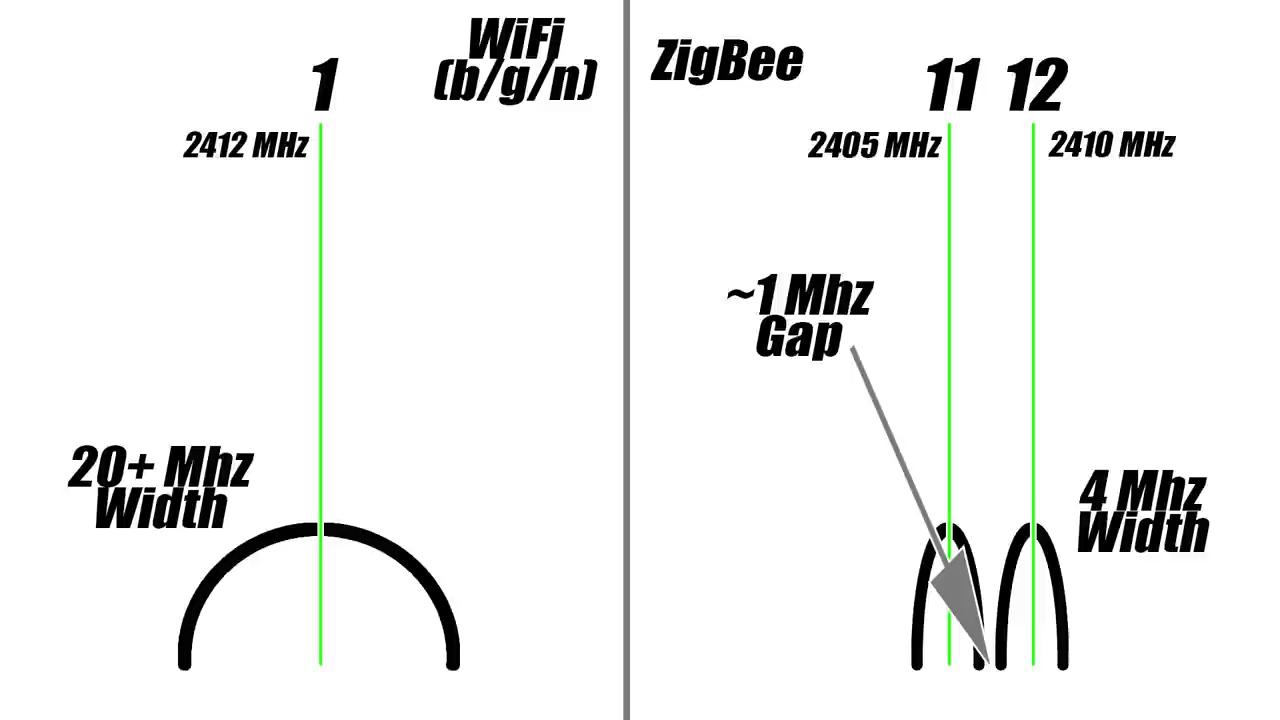 WiFi
(b/g/n)
1
2412 MHz
20+ Mhz
Width
ZigBee
11 12
2405 MHz
2410 MHz
~1 Mhz
Gap
4 Mhz
Width